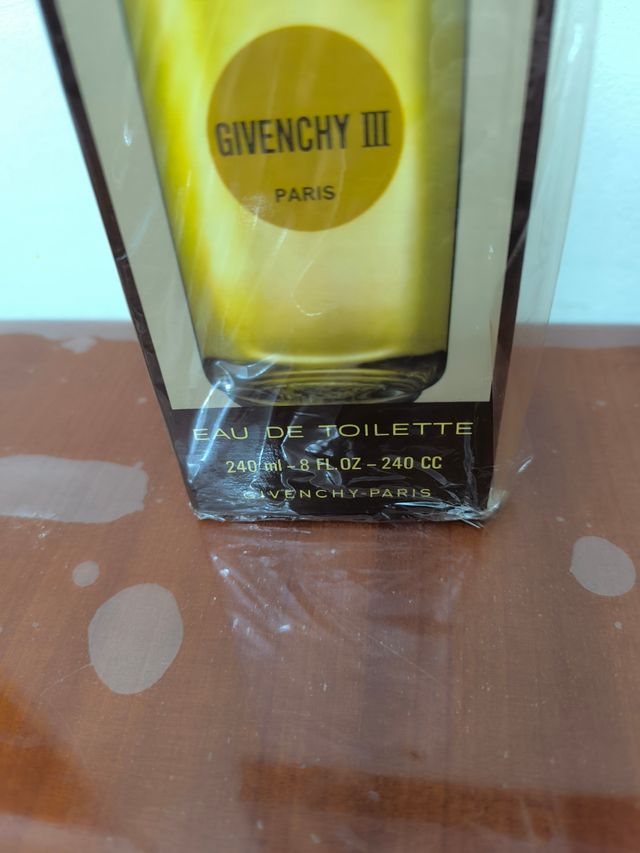 GIVENCHY III
PARIS
EAU DE TOILETTE
240 ml - 8 FL.OZ - 240 CC
GIVENCHY-PARIS